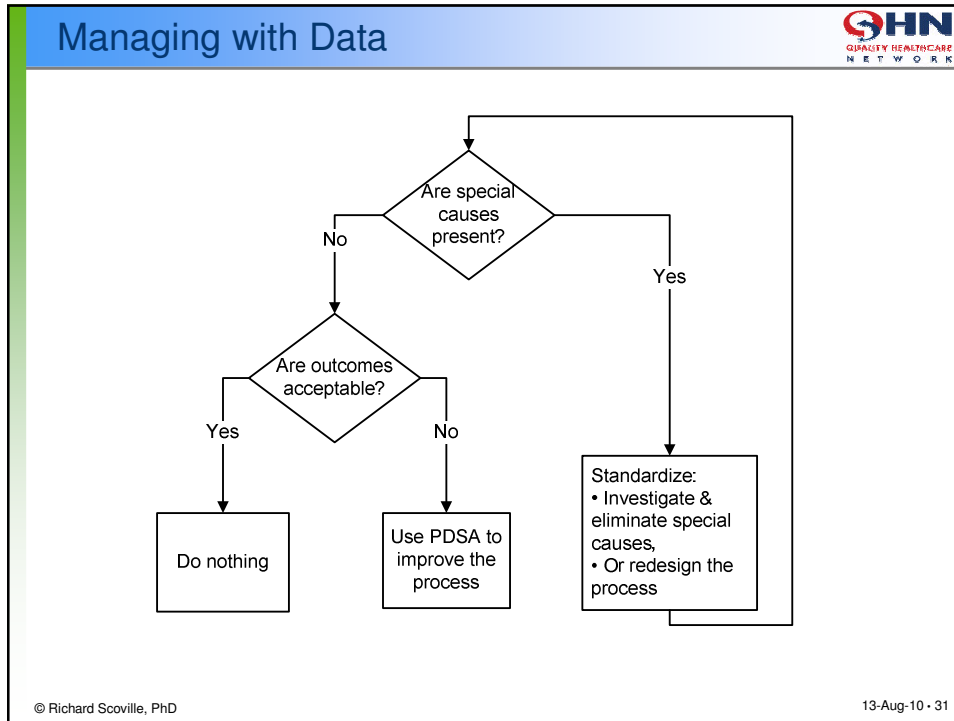 Managing with Data
QHN
QUALITY HEALTHCARE
NETWORK
Are special
causes
present?
No
Yes
Are outcomes
acceptable?
Yes
No
Do nothing
Use PDSA to
improve the
process
Standardize:
• Investigate &
eliminate special
causes,
• Or redesign the
process
© Richard Scoville, PhD
13-Aug-10 • 31